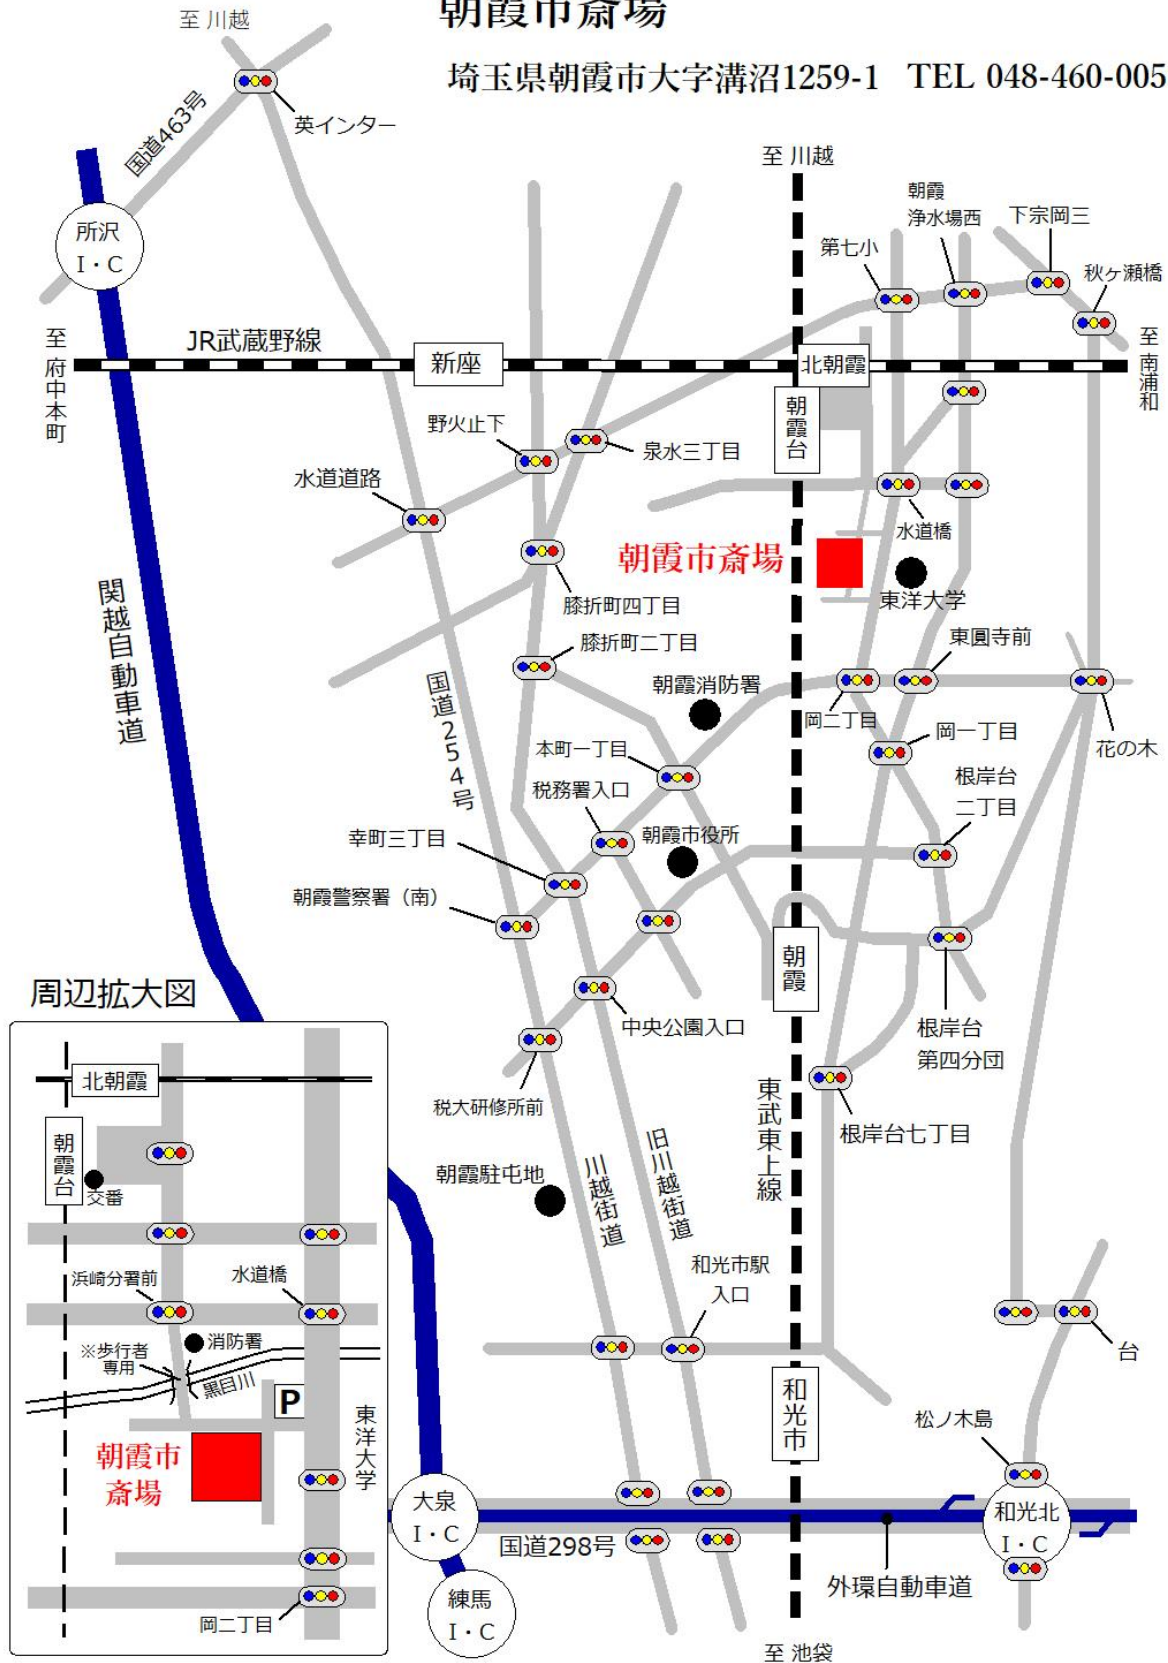 朝霞市斎場
埼玉県朝霞市大字溝沼1259-1 TEL 048-460-005
至 川越
国道463号
英インター
所沢
I・C
至 府中本町
JR武蔵野線
新座
至 川越
北朝霞
朝霞台
第七小
朝霞
浄水場西
下宗岡三
秋ヶ瀬橋
至 南浦和
野火止下
泉水三丁目
水道道路
水道橋
朝霞市斎場
東洋大学
関越自動車道
膝折町四丁目
膝折町二丁目
国道254号
朝霞消防署
東圓寺前
岡二丁目
岡一丁目
花の木
本町一丁目
税務署入口
根岸台
二丁目
幸町三丁目
朝霞市役所
朝霞警察署（南）
朝霞
中央公園入口
根岸台
第四分団
税大研修所前
根岸台七丁目
東武東上線
朝霞駐屯地
川越街道
旧川越街道
和光市駅
入口
台
和光市
松ノ木島
和光北
I・C
大泉
I・C
国道298号
外環自動車道
練馬
I・C
至 池袋
周辺拡大図
北朝霞
朝霞台
交番
浜崎分署前
水道橋
消防署
※歩行者
専用
黒目川
P
東洋大学
朝霞市
斎場
岡二丁目